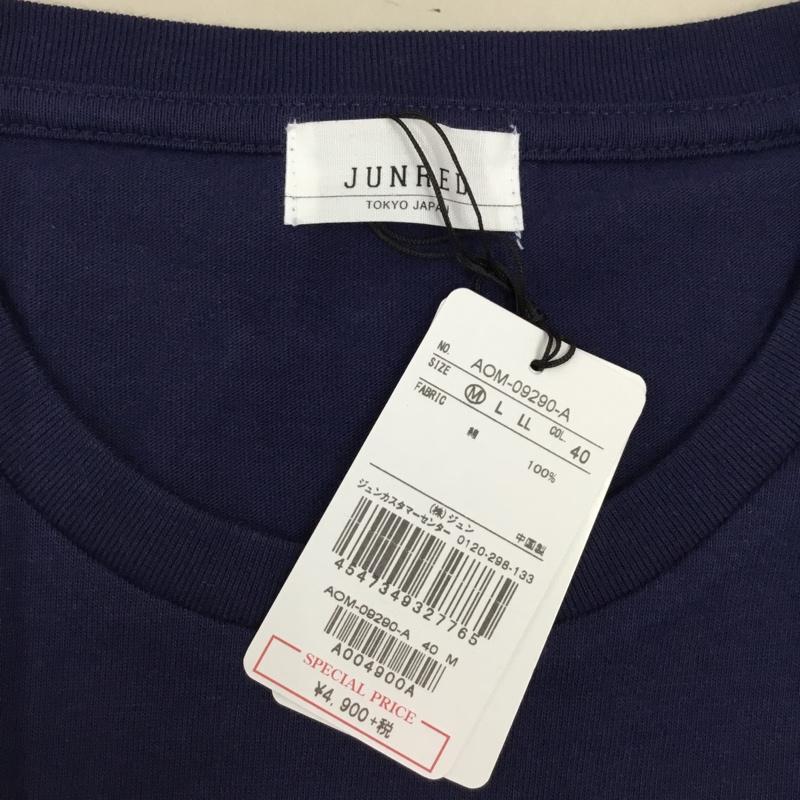 JUNRED
TOKYO JAPAN
NO. AOM-09290-A
SIZE Ⓜ L LL COL. 40
FABRIC
綿 100%
(株)ジュン 中国製
ジュンカスタマーセンター 0120-298-133
4547349327765
AOM-09290-A 40 M
A004900A
SPECIAL PRICE
¥4,900+税